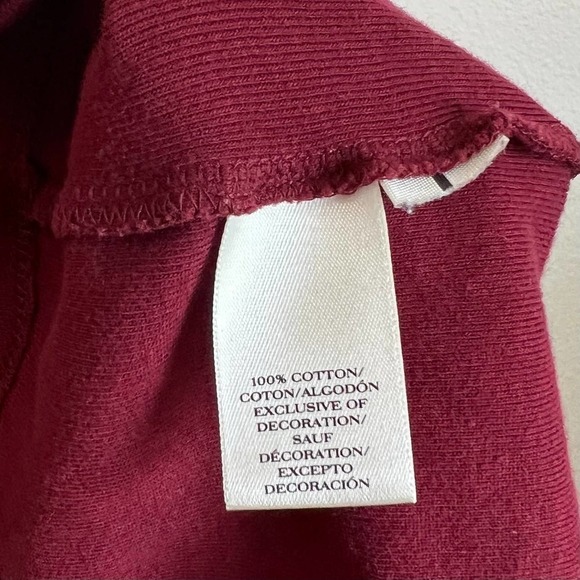 100% COTTON/
COTON/ALGODÓN
EXCLUSIVE OF
DECORATION/
SAUF
DÉCORATION/
EXCEPTO
DECORACIÓN